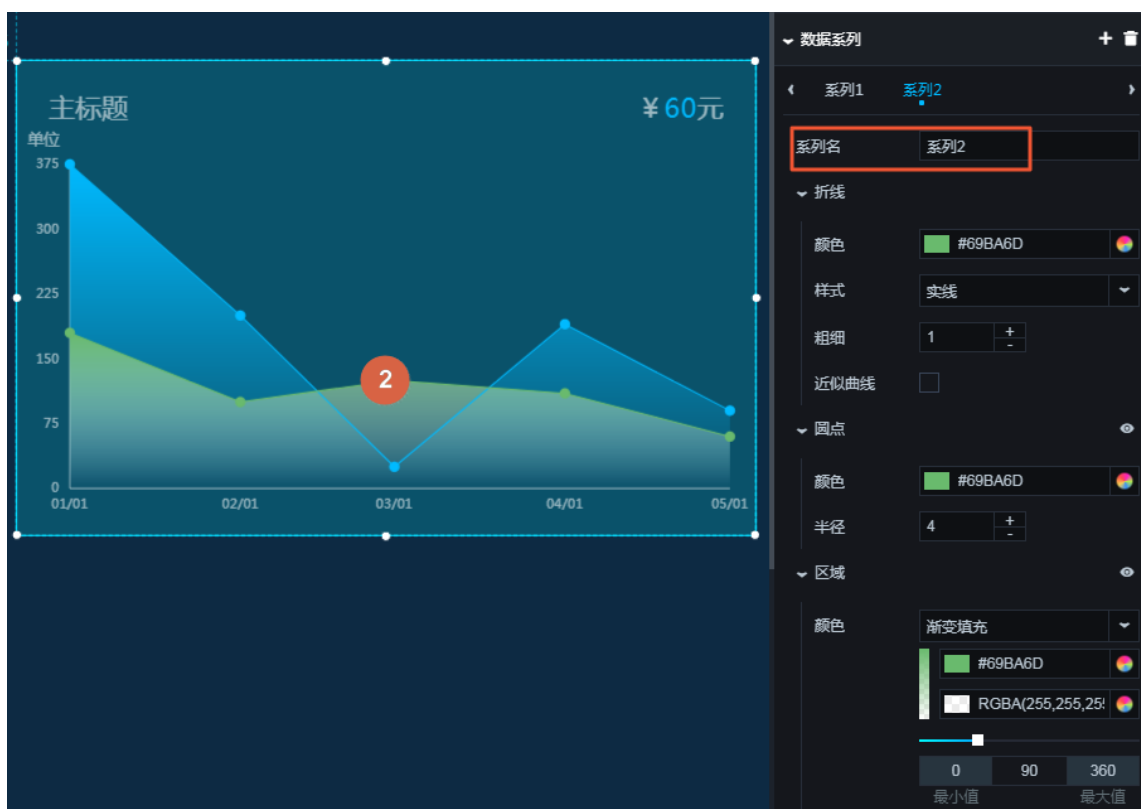 主标题
¥60元
单位
375
300
225
150
75
0
01/01 02/01 03/01 04/01 05/01
2
数据系列
系列1 系列2
系列名 系列2
折线
颜色 #69BA6D
样式 实线
粗细 1 + -
近似曲线
圆点
颜色 #69BA6D
半径 4 + -
区域
颜色 渐变填充
#69BA6D
RGBA(255,255,25
0 90 360
最小值 最大值